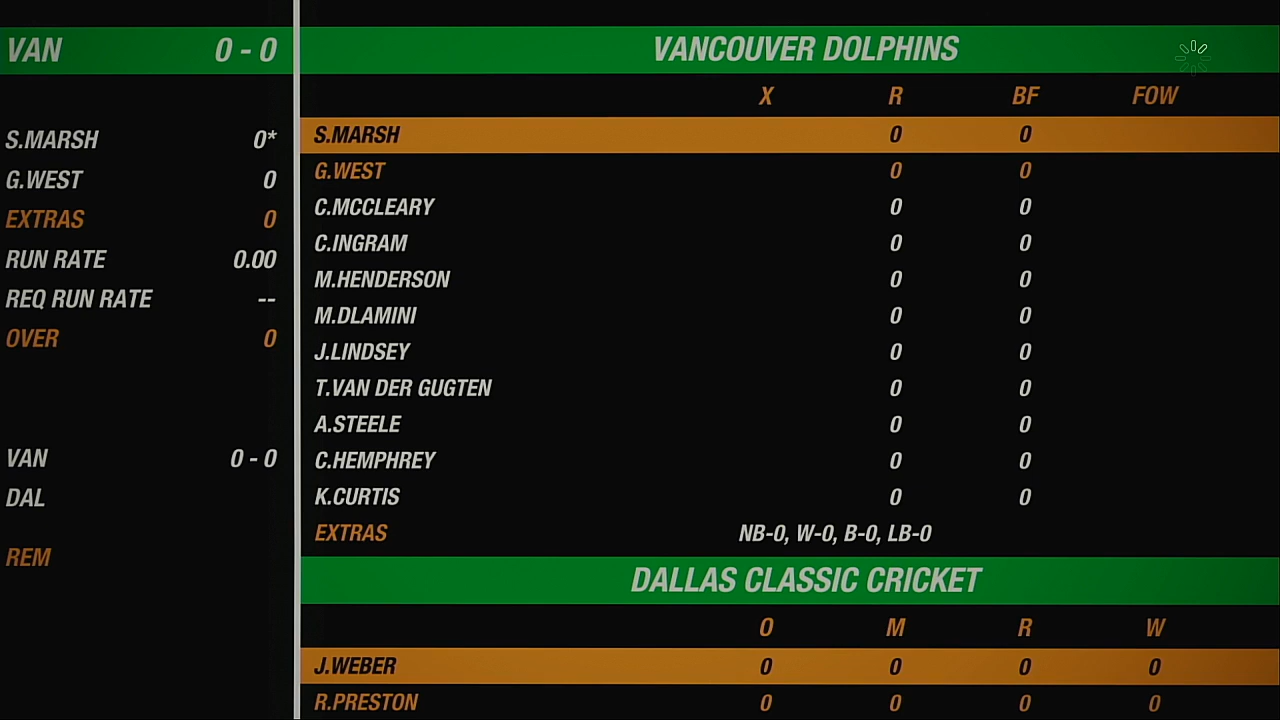 VAN 0 - 0
S.MARSH 0*
G.WEST 0
EXTRAS 0
RUN RATE 0.00
REQ RUN RATE --
OVER 0
VAN 0 - 0
DAL
REM
VANCOUVER DOLPHINS
X R BF FOW
S.MARSH 0 0
G.WEST 0 0
C.MCCLEARY 0 0
C.INGRAM 0 0
M.HENDERSON 0 0
M.DLAMINI 0 0
J.LINDSEY 0 0
T.VAN DER GUGTEN 0 0
A.STEELE 0 0
C.HEMPHREY 0 0
K.CURTIS 0 0
EXTRAS NB-0, W-0, B-0, LB-0
DALLAS CLASSIC CRICKET
O M R W
J.WEBER 0 0 0 0
R.PRESTON 0 0 0 0